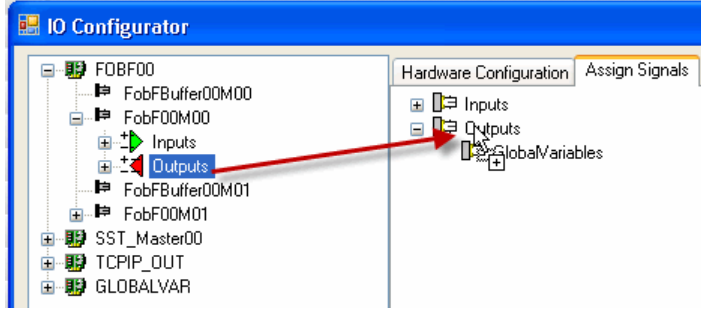 IO Configurator
FOBF00
FobFBuffer00M00
FobF00M00
Inputs
Outputs
FobFBuffer00M01
FobF00M01
SST_Master00
TCPIP_OUT
GLOBALVAR
Hardware Configuration
Assign Signals
Inputs
Outputs
GlobalVariables